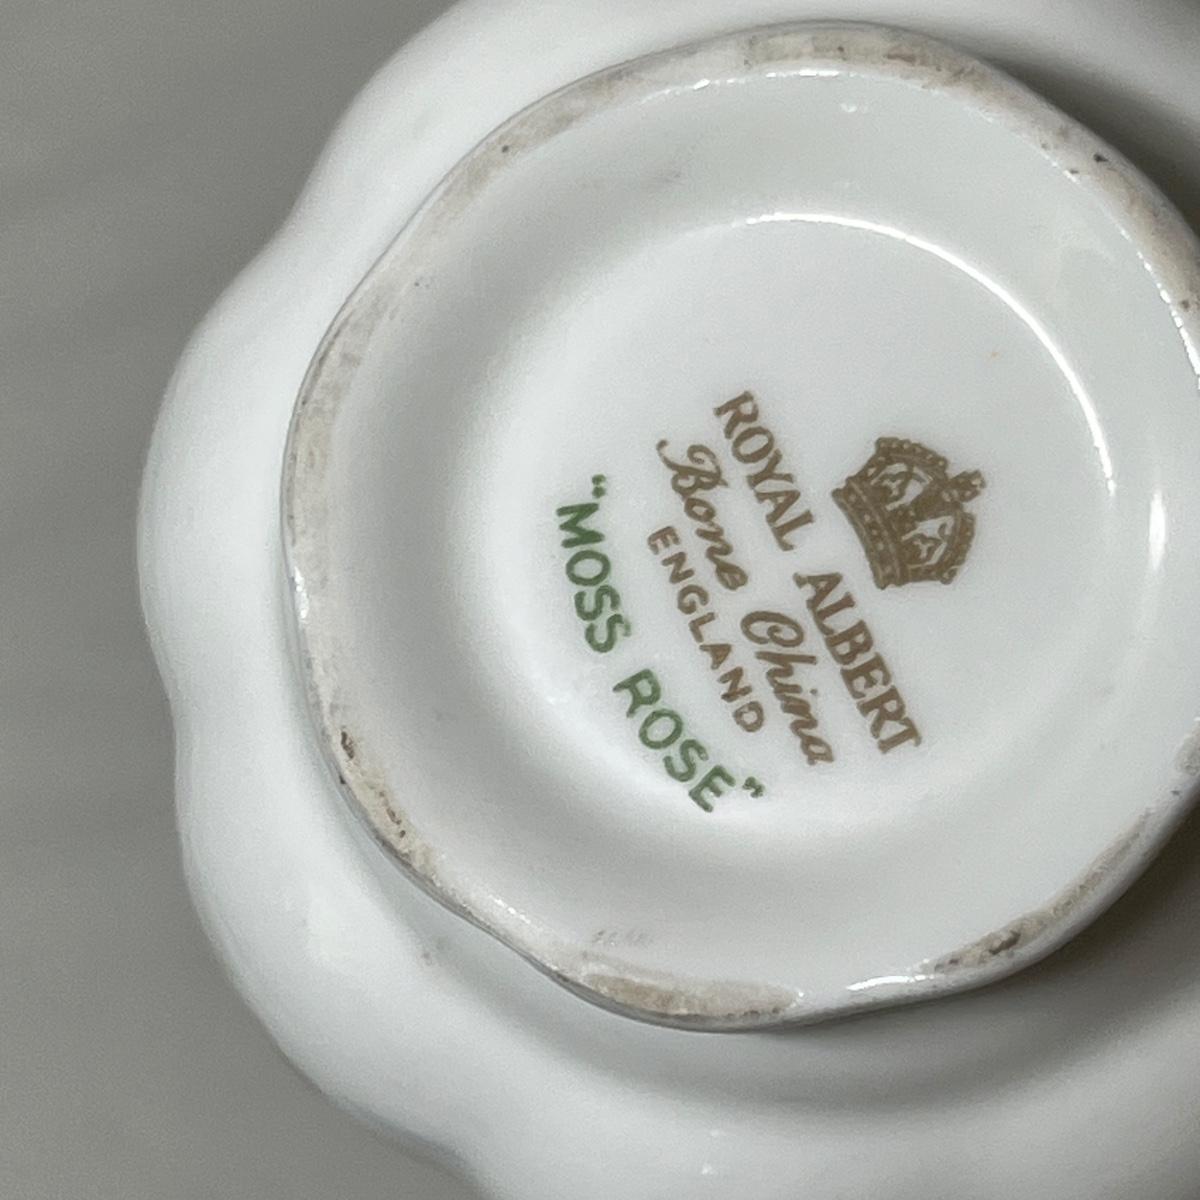 ROYAL ALBERT
Bone China
ENGLAND
"MOSS ROSE"